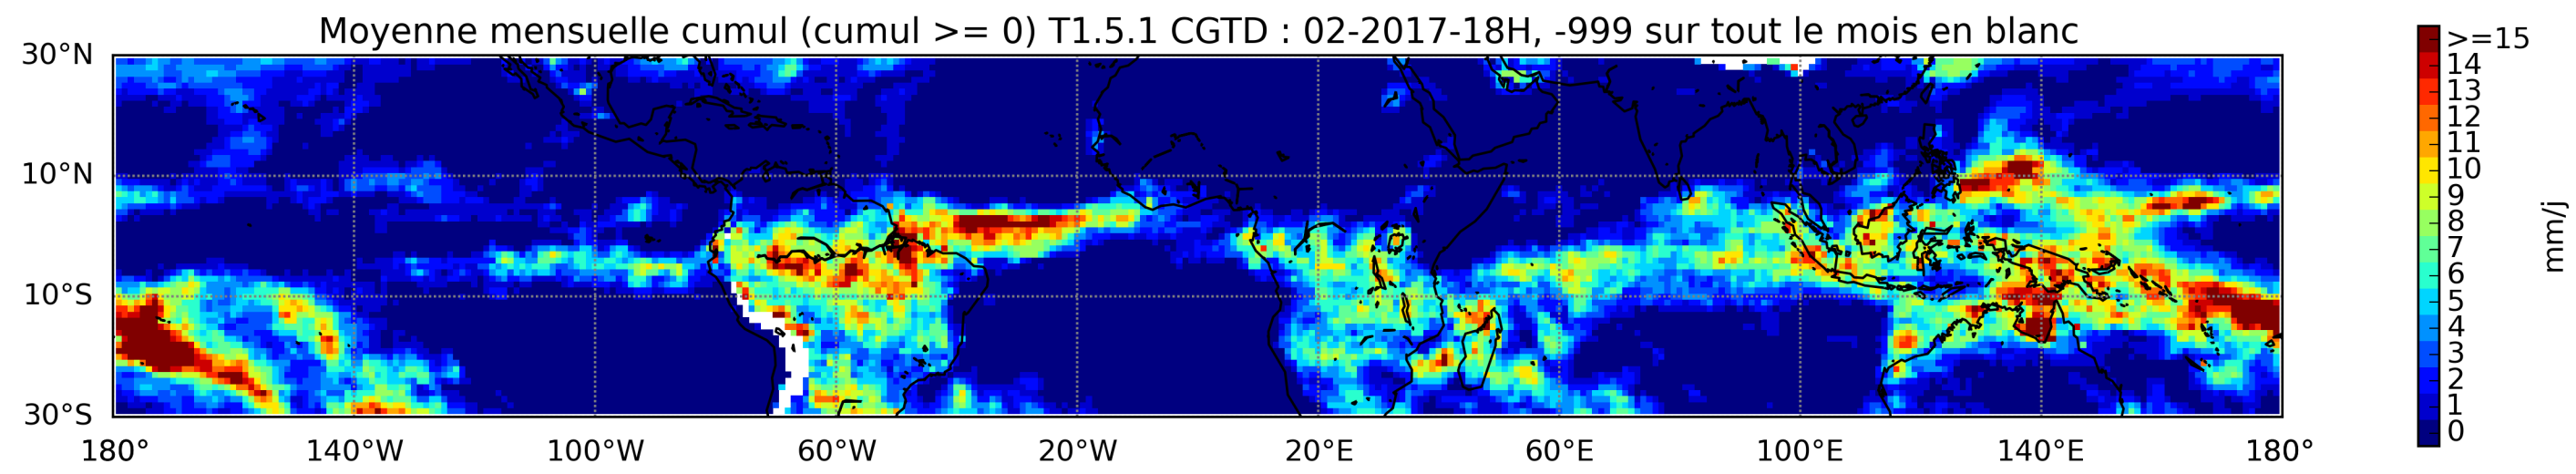 Moyenne mensuelle cumul (cumul >= 0) T1.5.1 CGTD : 02-2017-18H, -999 sur tout le mois en blanc
30°N
10°N
10°S
30°S
180° 140°W 100°W 60°W 20°W 20°E 60°E 100°E 140°E 180°
>=15
14
13
12
11
10
9
8
7
6
5
4
3
2
1
0
mm/j